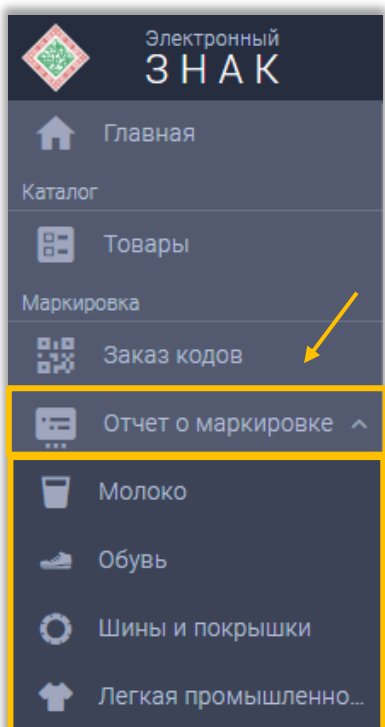 Электронный
ЗНАК
Главная
Каталог
Товары
Маркировка
Заказ кодов
Отчет о маркировке
Молоко
Обувь
Шины и покрышки
Легкая промышленно...